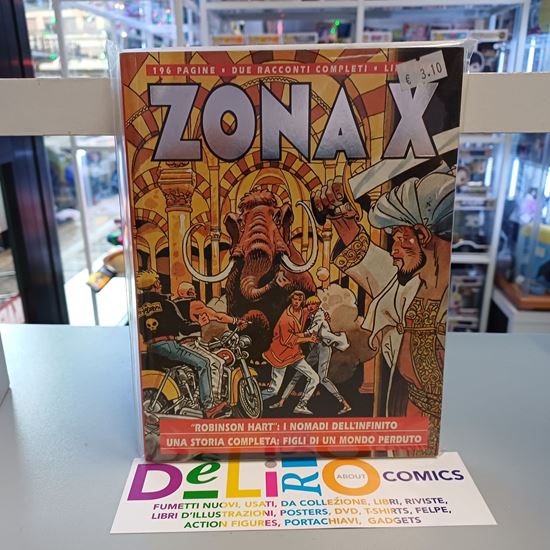 196 PAGINE • DUE RACCONTI COMPLETI •
€ 3.10
ZONA X
"ROBINSON HART": I NOMADI DELL'INFINITO
UNA STORIA COMPLETA: FIGLI DI UN MONDO PERDUTO
DeLiRiO ABOUT COMICS
FUMETTI NUOVI, USATI, DA COLLEZIONE, LIBRI, RIVISTE,
LIBRI D'ILLUSTRAZIONI, POSTERS, DVD, T-SHIRTS, FELPE,
ACTION FIGURES, PORTACHIAVI, GADGETS